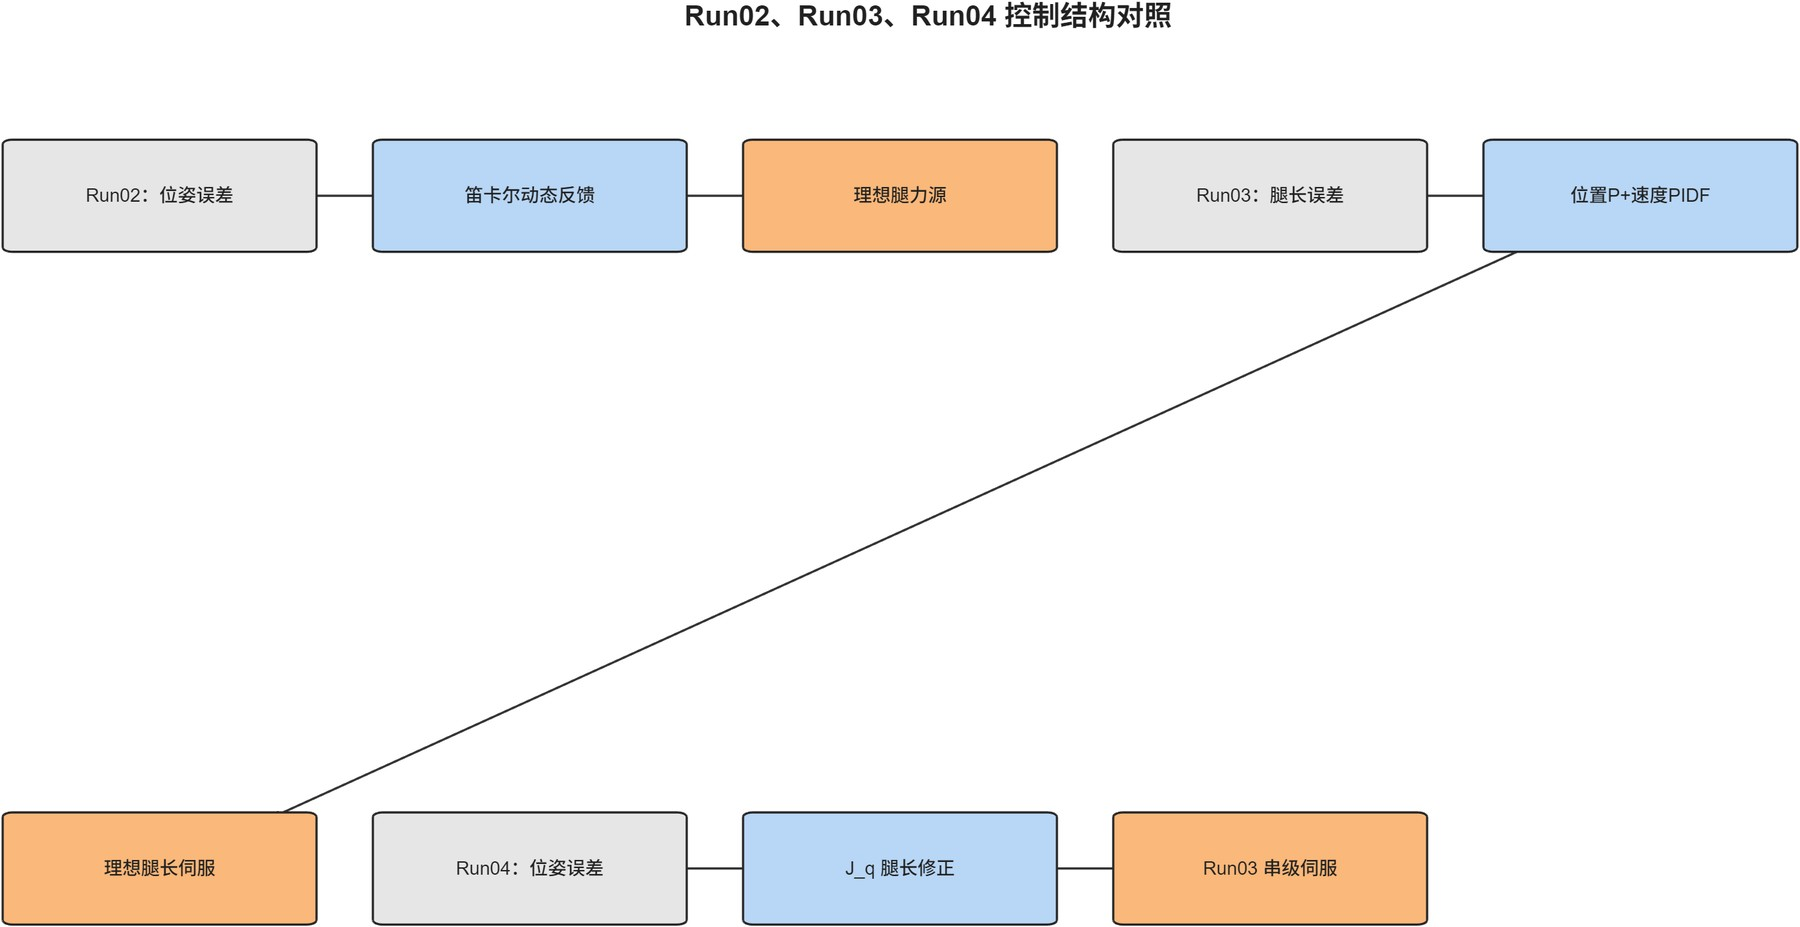 Run02、Run03、Run04 控制结构对照
Run02：位姿误差
笛卡尔动态反馈
理想腿力源
Run03：腿长误差
位置P+速度PIDF
理想腿长伺服
Run04：位姿误差
J_q 腿长修正
Run03 串级伺服